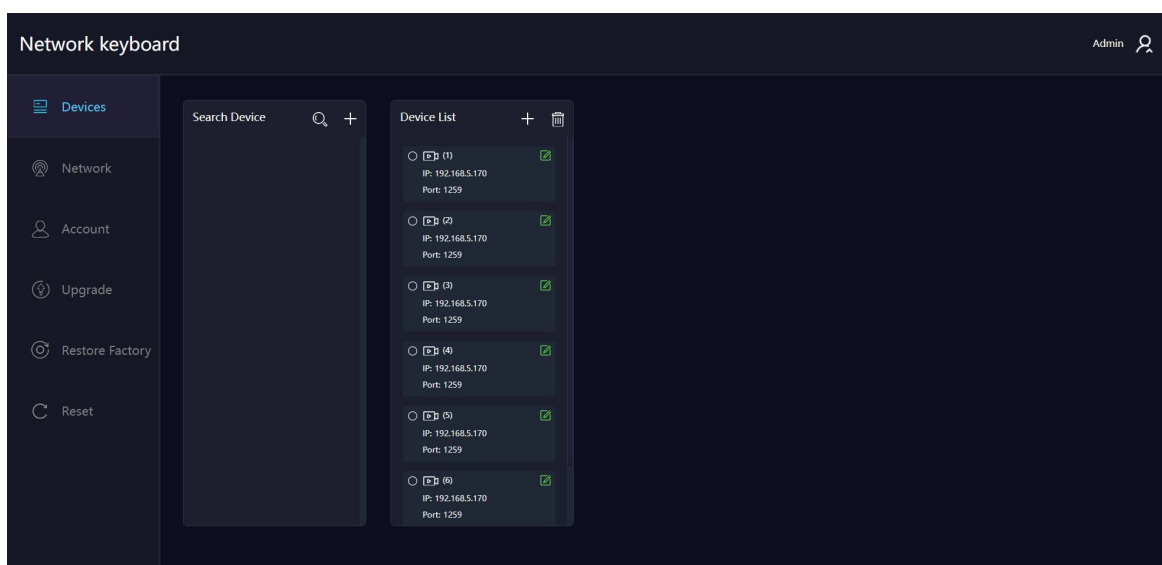 Network keyboard
Admin
Devices
Network
Account
Upgrade
Restore Factory
Reset
Search Device
Device List
(1)
IP: 192.168.5.170
Port: 1259
(2)
IP: 192.168.5.170
Port: 1259
(3)
IP: 192.168.5.170
Port: 1259
(4)
IP: 192.168.5.170
Port: 1259
(5)
IP: 192.168.5.170
Port: 1259
(6)
IP: 192.168.5.170
Port: 1259